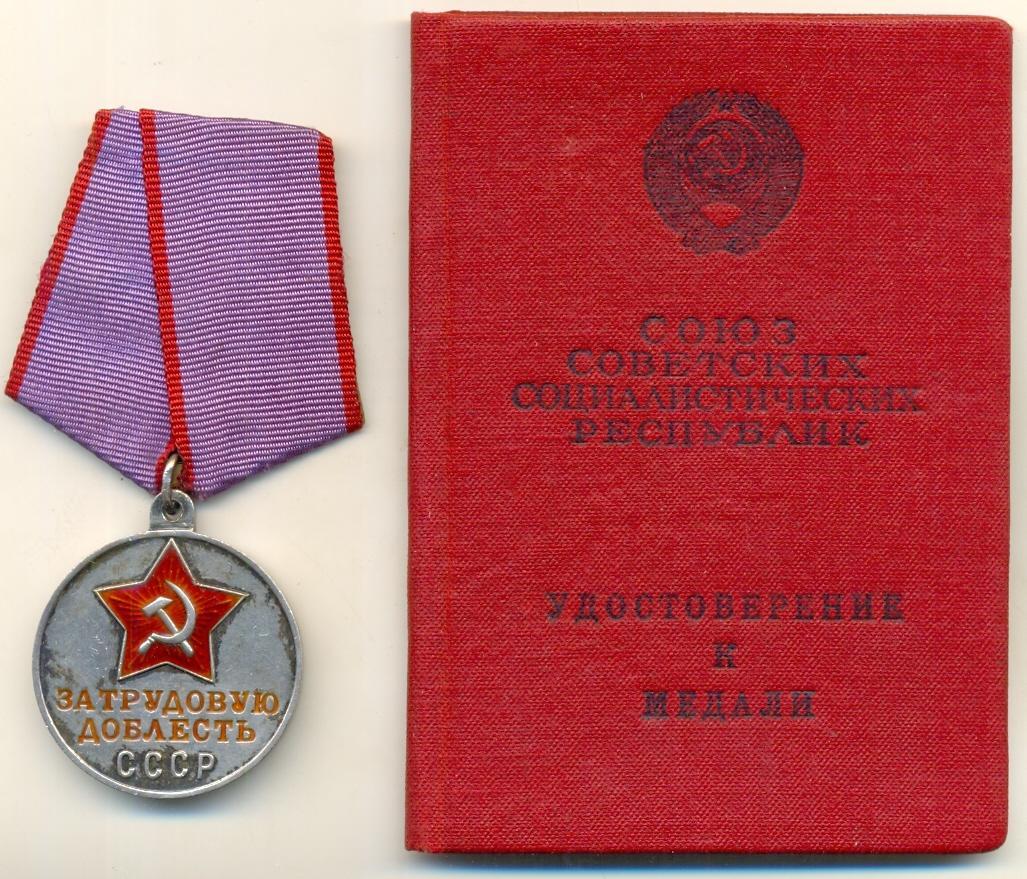 ЗА ТРУДОВУЮ
ДОБЛЕСТЬ
СССР
СОЮЗ
СОВЕТСКИХ
СОЦИАЛИСТИЧЕСКИХ
РЕСПУБЛИК
УДОСТОВЕРЕНИЕ
К
МЕДАЛИ